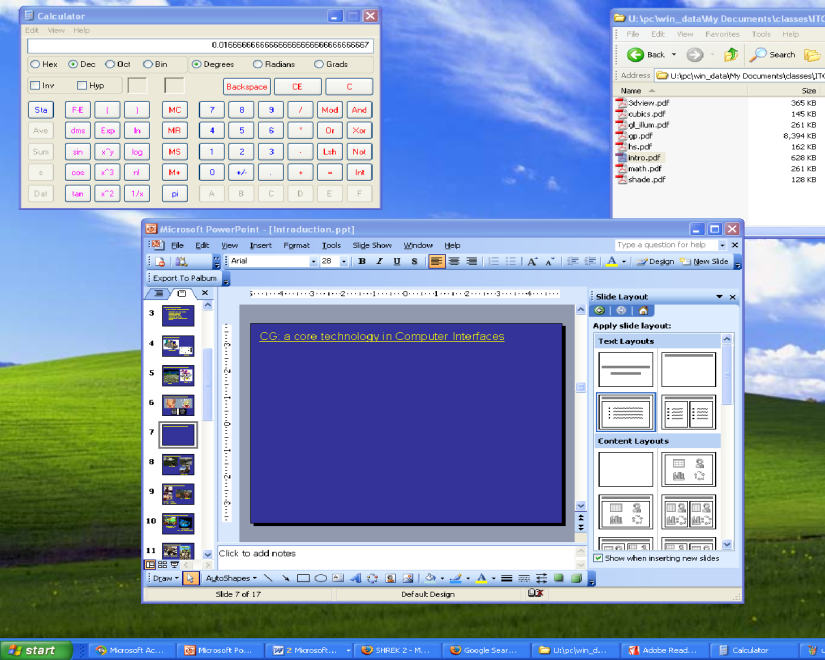 Calculator
Edit View Help
0.01666666666666666666666666666667
Hex Dec Oct Bin Degrees Radians Grads
Inv Hyp Backspace CE C
Sta F-E ( ) MC 7 8 9 / Mod And
Ave dms Exp ln MR 4 5 6 * Or Xor
Sum sin x^y log MS 1 2 3 - Lsh Not
s cos x^3 n! M+ 0 +/- . + = Int
Dat tan x^2 1/x pi A B C D E F
U:\pc\win_data\My Documents\classes\ITC
File Edit View Favorites Tools Help
Back Search
Address U:\pc\win_data\My Documents\classes\ITC
Name Size
3dview.pdf 365 KB
cubics.pdf 145 KB
gl_illum.pdf 261 KB
gp.pdf 8,394 KB
hs.pdf 162 KB
intro.pdf 628 KB
math.pdf 261 KB
shade.pdf 128 KB
Microsoft PowerPoint - [Introduction.ppt]
File Edit View Insert Format Tools Slide Show Window Help Type a question for help
Arial 28 B I U S Design New Slide
Export To Palbum
Slide Layout
Apply slide layout:
Text Layouts
Content Layouts
Show when inserting new slides
3
4
5
6
7
8
9
10
11
CG: a core technology in Computer Interfaces
Click to add notes
Draw AutoShapes
Slide 7 of 17 Default Design
start Microsoft Ac... Microsoft Po... 2 Microsoft... SHREK 2 - M... Google Sear... U:\pc\win_d... Adobe Read... Calculator